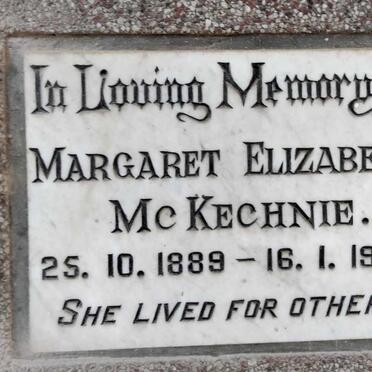 In Loving Memory
MARGARET ELIZABE
MCKECHNIE.
25. 10. 1889 – 16. 1. 19
SHE LIVED FOR OTHER